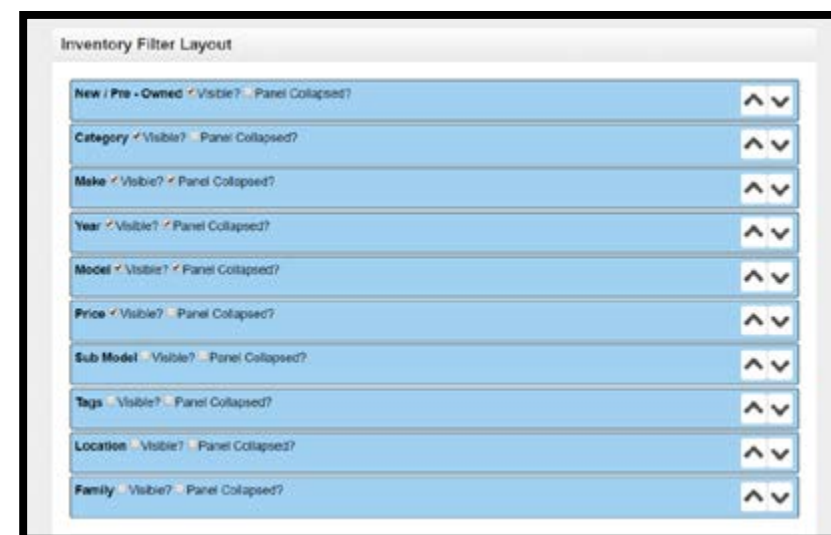 Inventory Filter Layout
New / Pre - Owned Visible? Panel Collapsed?
Category Visible? Panel Collapsed?
Make Visible? Panel Collapsed?
Year Visible? Panel Collapsed?
Model Visible? Panel Collapsed?
Price Visible? Panel Collapsed?
Sub Model Visible? Panel Collapsed?
Tags Visible? Panel Collapsed?
Location Visible? Panel Collapsed?
Family Visible? Panel Collapsed?